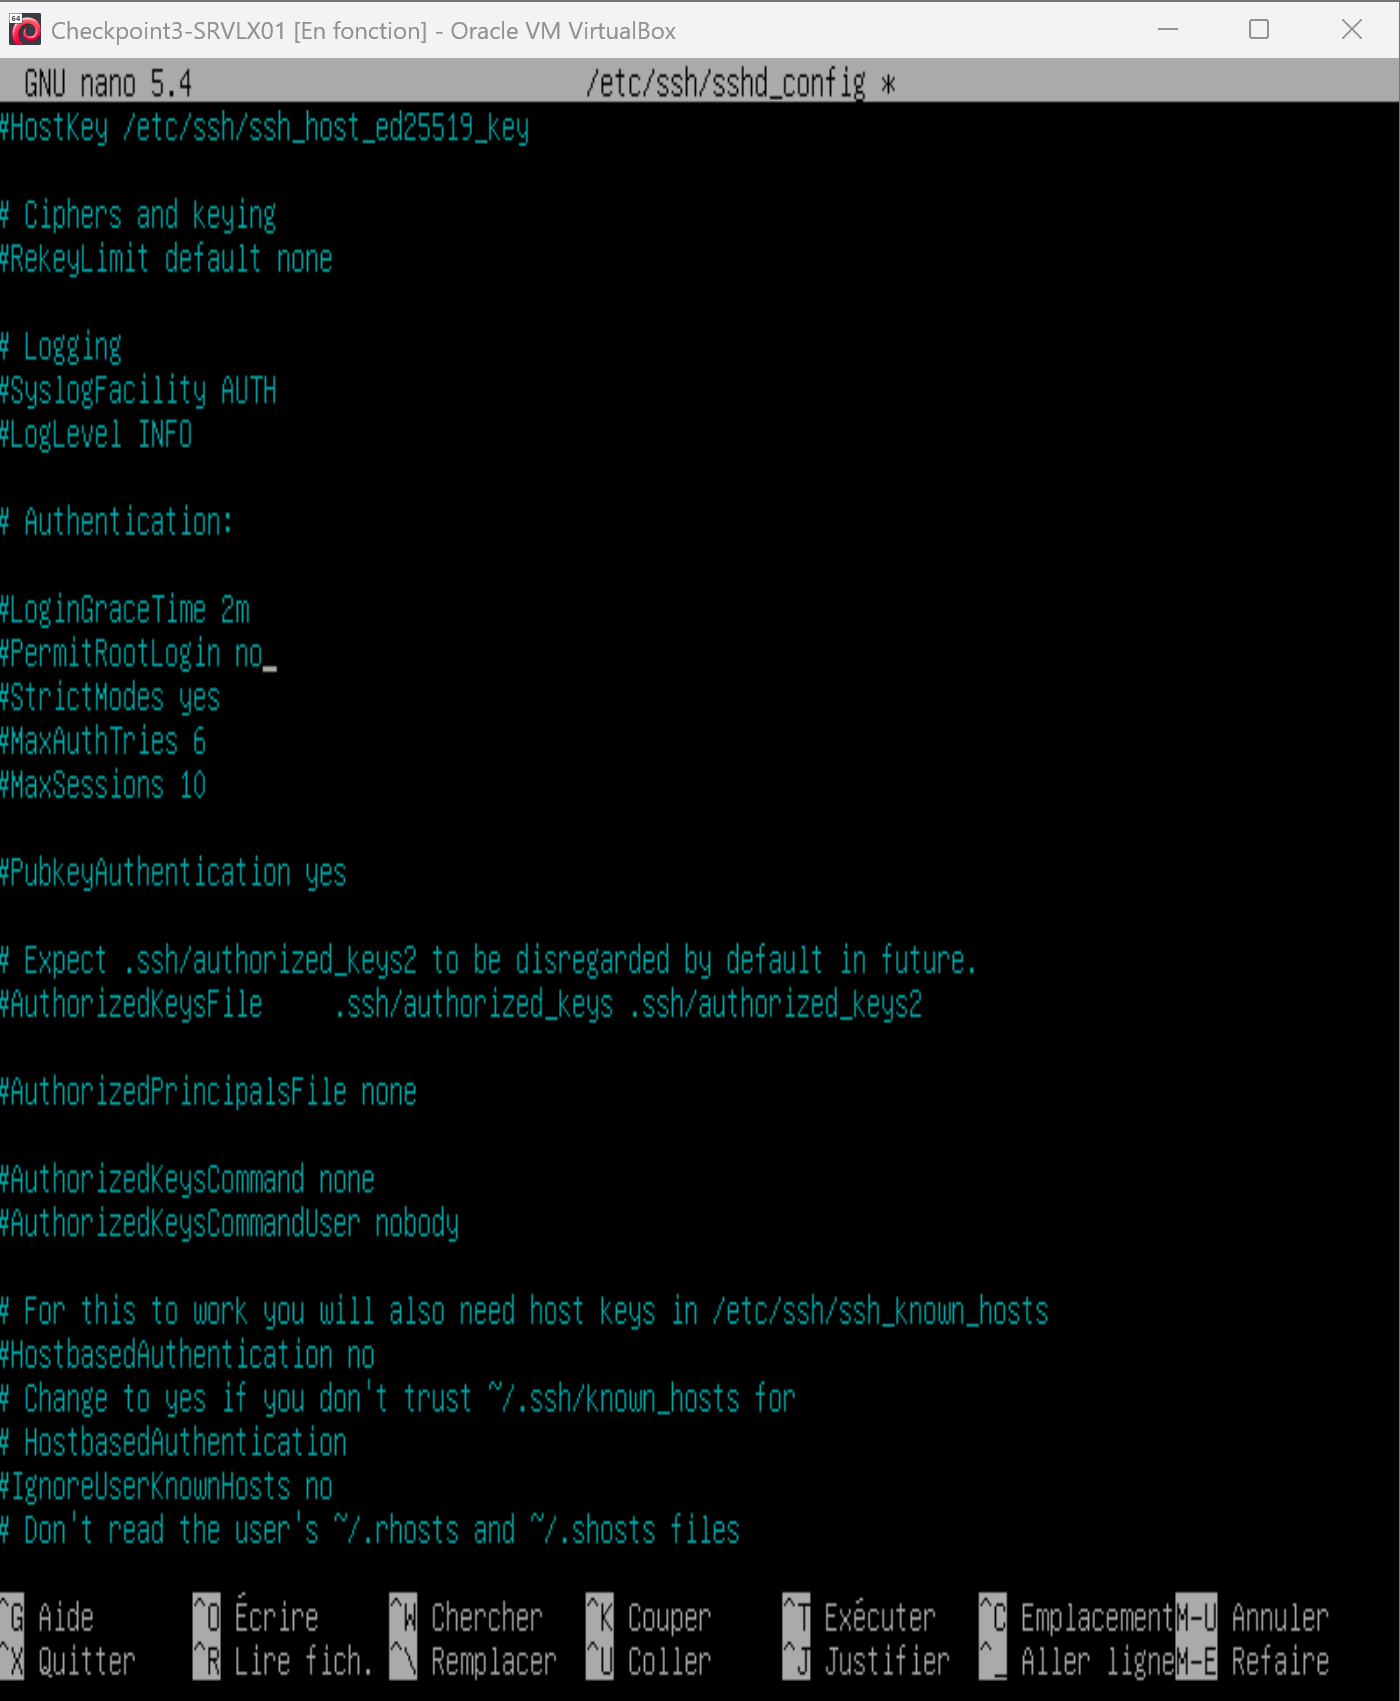 64
Checkpoint3-SRVLX01 [En fonction] - Oracle VM VirtualBox
GNU nano 5.4 /etc/ssh/sshd_config *
#HostKey /etc/ssh/ssh_host_ed25519_key
# Ciphers and keying
#RekeyLimit default none
# Logging
#SyslogFacility AUTH
#LogLevel INFO
# Authentication:
#LoginGraceTime 2m
#PermitRootLogin no_
#StrictModes yes
#MaxAuthTries 6
#MaxSessions 10
#PubkeyAuthentication yes
# Expect .ssh/authorized_keys2 to be disregarded by default in future.
#AuthorizedKeysFile .ssh/authorized_keys .ssh/authorized_keys2
#AuthorizedPrincipalsFile none
#AuthorizedKeysCommand none
#AuthorizedKeysCommandUser nobody
# For this to work you will also need host keys in /etc/ssh/ssh_known_hosts
#HostbasedAuthentication no
# Change to yes if you don't trust ~/.ssh/known_hosts for
# HostbasedAuthentication
#IgnoreUserKnownHosts no
# Don't read the user's ~/.rhosts and ~/.shosts files
^G Aide ^O Écrire ^W Chercher ^K Couper ^T Exécuter ^C Emplacement M-U Annuler
^X Quitter ^R Lire fich. ^\ Remplacer ^U Coller ^J Justifier ^_ Aller ligne M-E Refaire